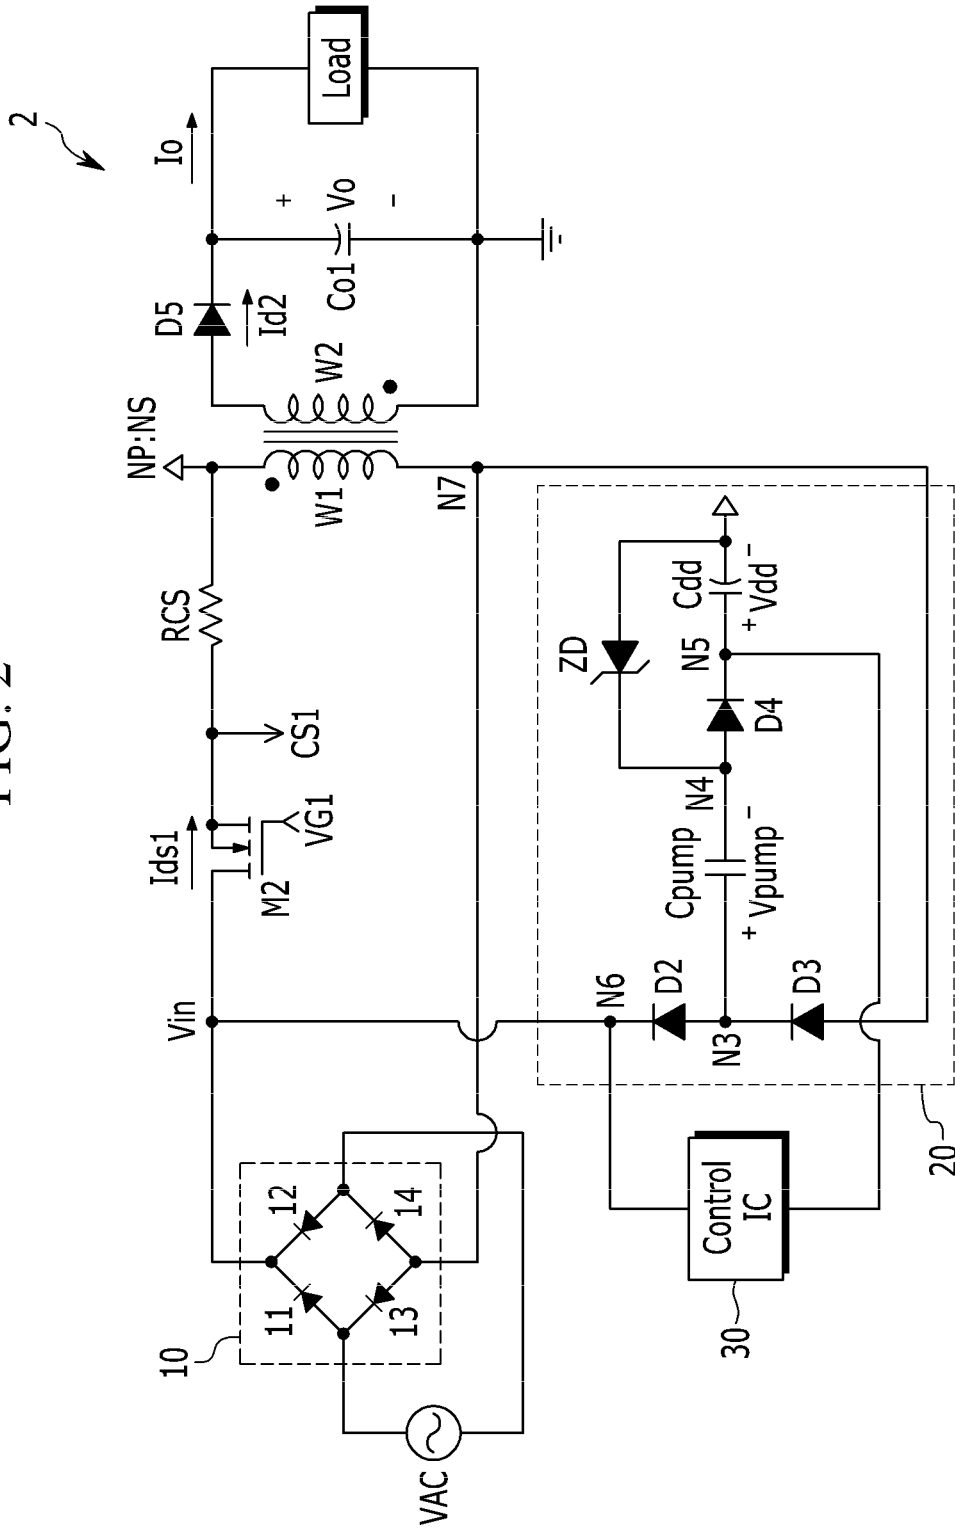 FIG. 2
2
NP:NS
D5
Io
Id2
Load
+
Vo
-
Co1
W1
W2
N7
RCS
CS1
Ids1
VG1
M2
Vin
10
11
12
13
14
VAC
ZD
Cdd
+ Vdd -
N5
D4
N4
Cpump
+ Vpump -
N6
D2
N3
D3
20
Control
IC
30